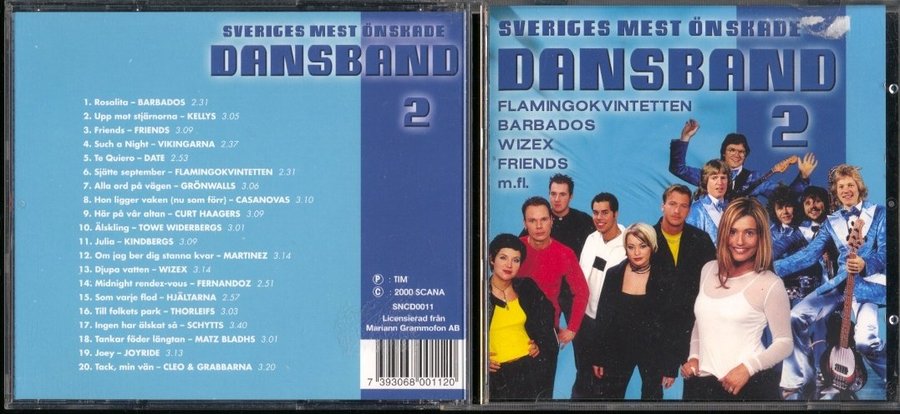 SVERIGES MEST ÖNSKADE
DANSBAND
2
1. Rosalita – BARBADOS 2.31
2. Upp mot stjärnorna – KELLYS 3.05
3. Friends – FRIENDS 3.09
4. Such a Night – VIKINGARNA 2.37
5. Te Quiero – DATE 2.53
6. Sjätte september – FLAMINGOKVINTETTEN 2.31
7. Alla ord på vägen – GRÖNWALLS 3.06
8. Hon ligger vaken (nu som förr) – CASANOVAS 3.10
9. Här på vår altan – CURT HAAGERS 3.09
10. Älskling – TOWE WIDERBERGS 3.01
11. Julia – KINDBERGS 3.09
12. Om jag ber dig stanna kvar – MARTINEZ 3.14
13. Djupa vatten – WIZEX 3.14
14. Midnight rendez-vous – FERNANDOZ 2.51
15. Som varje flod – HJÄLTARNA 2.57
16. Till folkets park – THORLEIFS 3.03
17. Ingen har älskat så – SCHYTTS 3.40
18. Tankar föder längtan – MATZ BLADHS 3.01
19. Joey – JOYRIDE 3.13
20. Tack, min vän – CLEO & GRABBARNA 3.20
Ⓟ : TIM
© : 2000 SCANA
SNCD0011
Licensierad från
Mariann Grammofon AB
7 393068 001120
SVERIGES MEST ÖNSKADE
DANSBAND
2
FLAMINGOKVINTETTEN
BARBADOS
WIZEX
FRIENDS
m.fl.